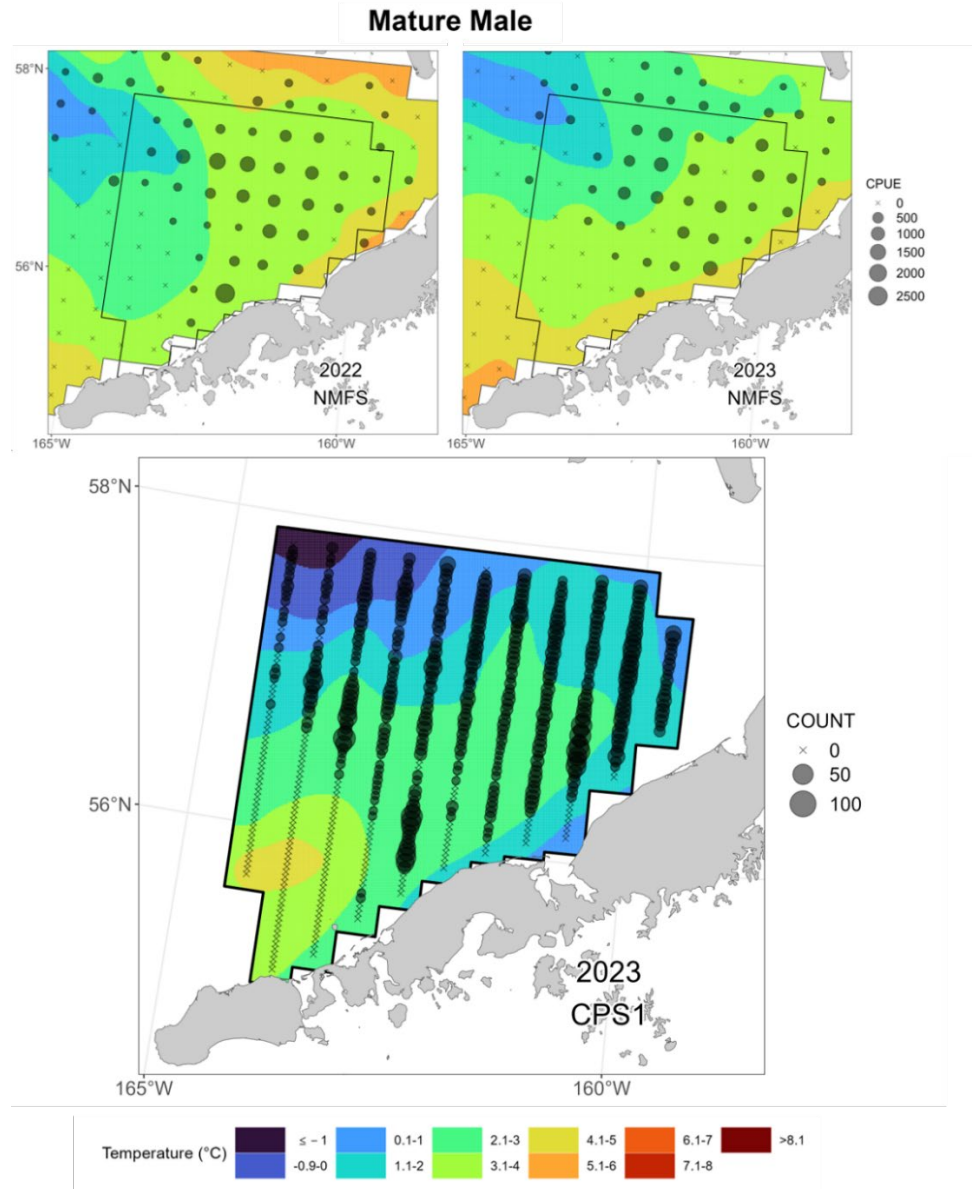 Mature Male
58°N
56°N
165°W
160°W
2022
NMFS
165°W
160°W
2023
NMFS
CPUE
0
500
1000
1500
2000
2500
58°N
56°N
165°W
160°W
2023
CPS1
COUNT
0
50
100
Temperature (°C)
≤ − 1
0.1-1
2.1-3
4.1-5
6.1-7
>8.1
-0.9-0
1.1-2
3.1-4
5.1-6
7.1-8